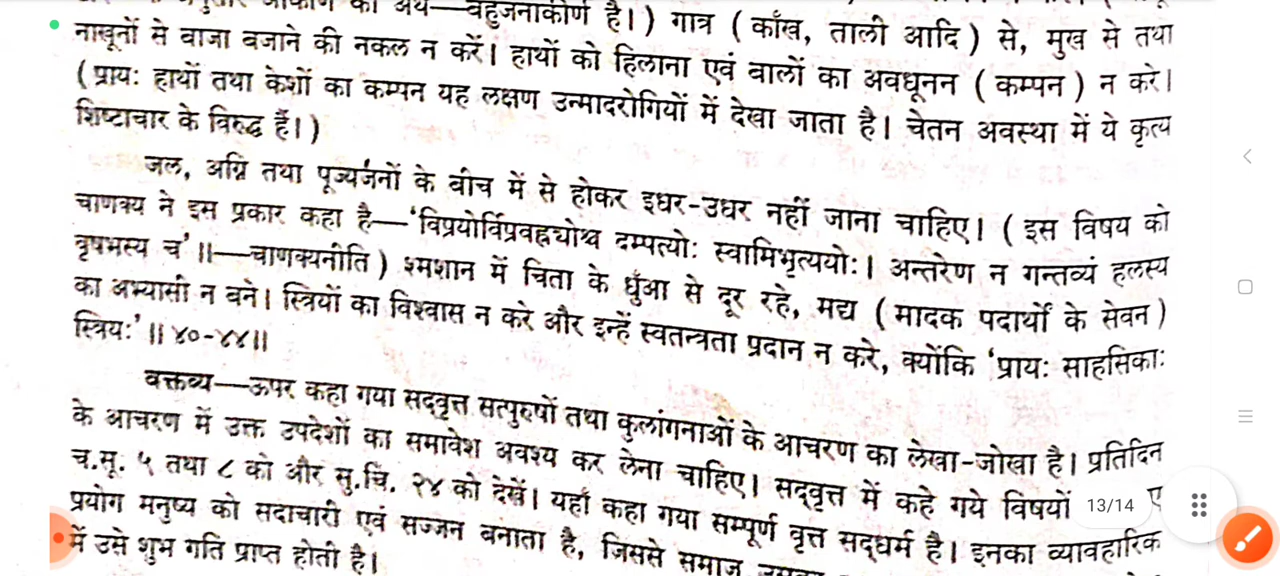 अर्थ—बहुजनाकीर्ण है।) गात्र ( काँख, ताली आदि ) से, मुख से तथा
नाखूनों से बाजा बजाने की नकल न करें। हाथों को हिलाना एवं बालों का अवधूनन ( कम्पन ) न करे।
( प्रायः हाथों तथा केशों का कम्पन यह लक्षण उन्मादरोगियों में देखा जाता है। चेतन अवस्था में ये कृत्य
शिष्टाचार के विरुद्ध हैं।)
जल, अग्नि तथा पूज्यजनों के बीच में से होकर इधर-उधर नहीं जाना चाहिए। ( इस विषय को
चाणक्य ने इस प्रकार कहा है—'विप्रयोर्विप्रवह्न्योश्च दम्पत्योः स्वामिभृत्ययोः। अन्तरेण न गन्तव्यं हलस्य
वृषभस्य च'॥—चाणक्यनीति ) श्मशान में चिता के धुँआ से दूर रहे, मद्य ( मादक पदार्थों के सेवन )
का अभ्यासी न बने। स्त्रियों का विश्वास न करे और इन्हें स्वतन्त्रता प्रदान न करे, क्योंकि 'प्रायः साहसिकाः
स्त्रियः'॥ ४०-४४॥
वक्तव्य—ऊपर कहा गया सद्वृत्त सत्पुरुषों तथा कुलांगनाओं के आचरण का लेखा-जोखा है। प्रतिदिन
के आचरण में उक्त उपदेशों का समावेश अवश्य कर लेना चाहिए। सद्वृत्त में कहे गये विषयों
च.सू. ५ तथा ८ को और सु.चि. २४ को देखें। यहाँ कहा गया सम्पूर्ण वृत्त सद्धर्म है। इनका व्यावहारिक
प्रयोग मनुष्य को सदाचारी एवं सज्जन बनाता है, जिससे समाज
में उसे शुभ गति प्राप्त होती है।
13/14